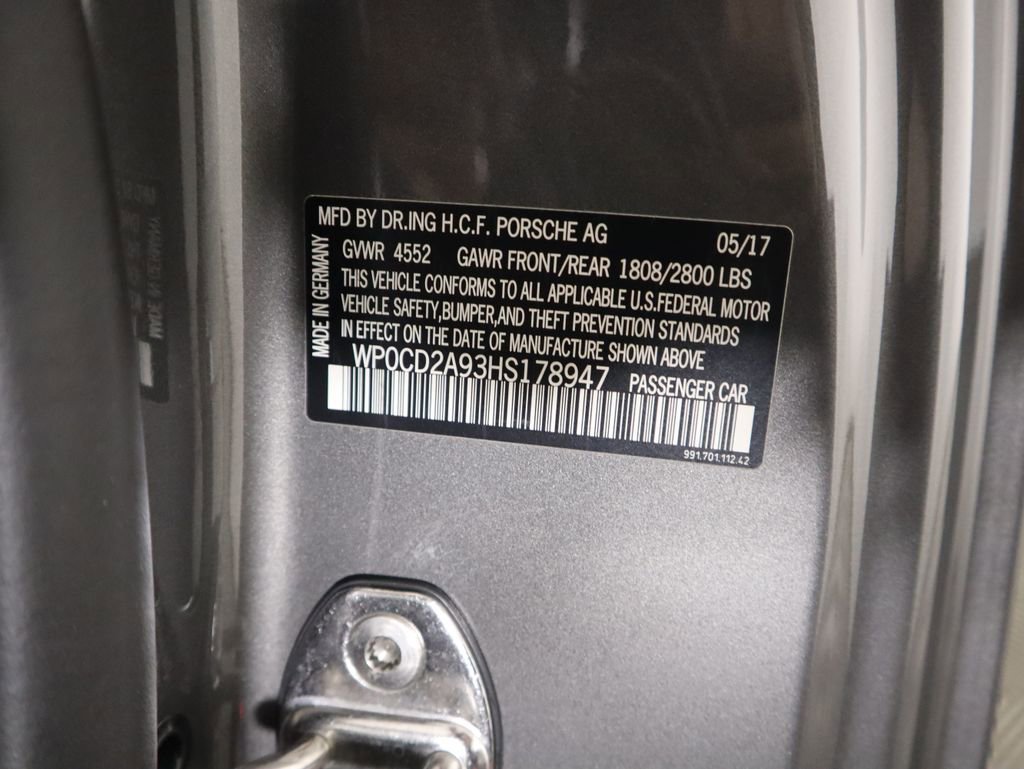 MFD BY DR.ING H.C.F. PORSCHE AG 05/17
GVWR 4552 GAWR FRONT/REAR 1808/2800 LBS
THIS VEHICLE CONFORMS TO ALL APPLICABLE U.S.FEDERAL MOTOR
VEHICLE SAFETY,BUMPER,AND THEFT PREVENTION STANDARDS
IN EFFECT ON THE DATE OF MANUFACTURE SHOWN ABOVE
MADE IN GERMANY
WP0CD2A93HS178947 PASSENGER CAR
991.701.112.42